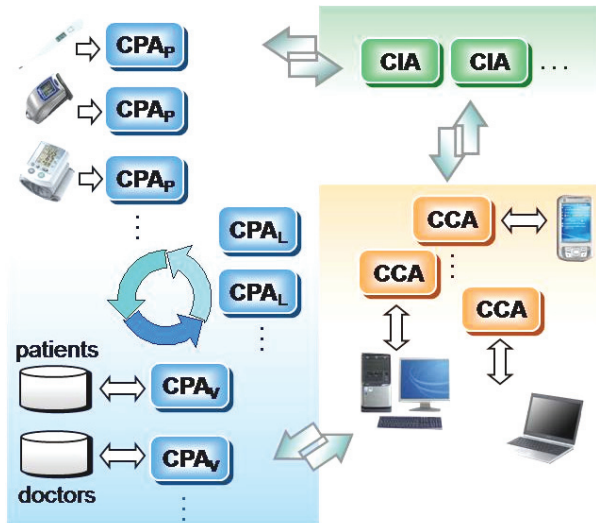 CPAP
CIA CIA ...
CPAP
CPAP
CCA
CPAL
CCA
CPAL
CCA
patients
CPAV
CPAV
doctors